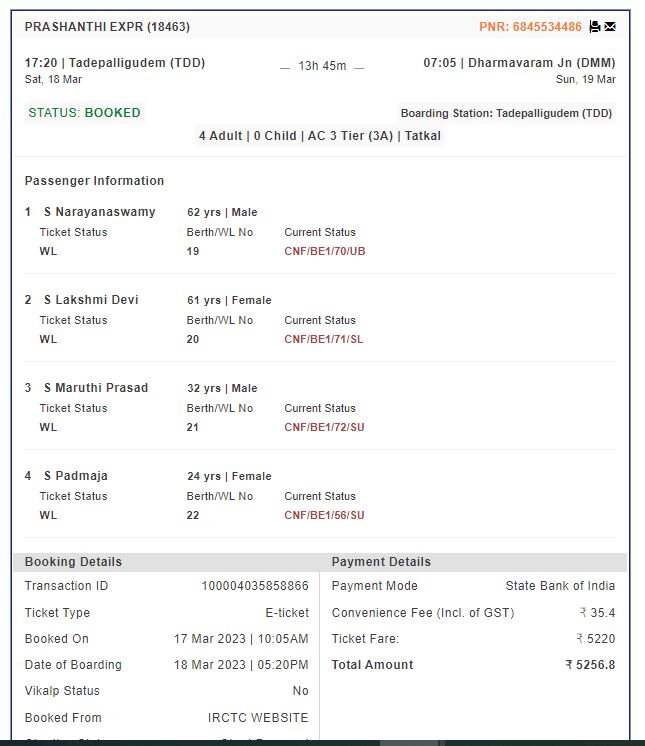 PRASHANTHI EXPR (18463) PNR: 6845534486
17:20 | Tadepalligudem (TDD) — 13h 45m — 07:05 | Dharmavaram Jn (DMM)
Sat, 18 Mar Sun, 19 Mar
STATUS: BOOKED Boarding Station: Tadepalligudem (TDD)
4 Adult | 0 Child | AC 3 Tier (3A) | Tatkal
Passenger Information
1 S Narayanaswamy 62 yrs | Male
Ticket Status Berth/WL No Current Status
WL 19 CNF/BE1/70/UB
2 S Lakshmi Devi 61 yrs | Female
Ticket Status Berth/WL No Current Status
WL 20 CNF/BE1/71/SL
3 S Maruthi Prasad 32 yrs | Male
Ticket Status Berth/WL No Current Status
WL 21 CNF/BE1/72/SU
4 S Padmaja 24 yrs | Female
Ticket Status Berth/WL No Current Status
WL 22 CNF/BE1/56/SU
Booking Details Payment Details
Transaction ID 100004035858866 Payment Mode State Bank of India
Ticket Type E-ticket Convenience Fee (Incl. of GST) ₹ 35.4
Booked On 17 Mar 2023 | 10:05AM Ticket Fare: ₹ 5220
Date of Boarding 18 Mar 2023 | 05:20PM Total Amount ₹ 5256.8
Vikalp Status No
Booked From IRCTC WEBSITE